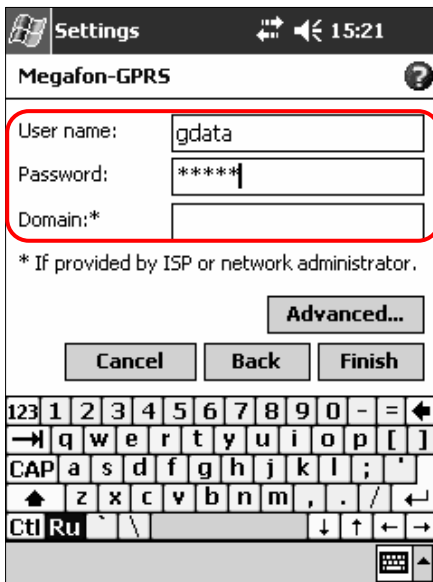 Settings 15:21
Megafon-GPRS
User name: gdata
Password: *****
Domain:*
* If provided by ISP or network administrator.
Advanced...
Cancel Back Finish
123 1 2 3 4 5 6 7 8 9 0 - =
q w e r t y u i o p [ ]
CAP a s d f g h j k l ; '
z x c v b n m , . /
Ctl Ru ` \